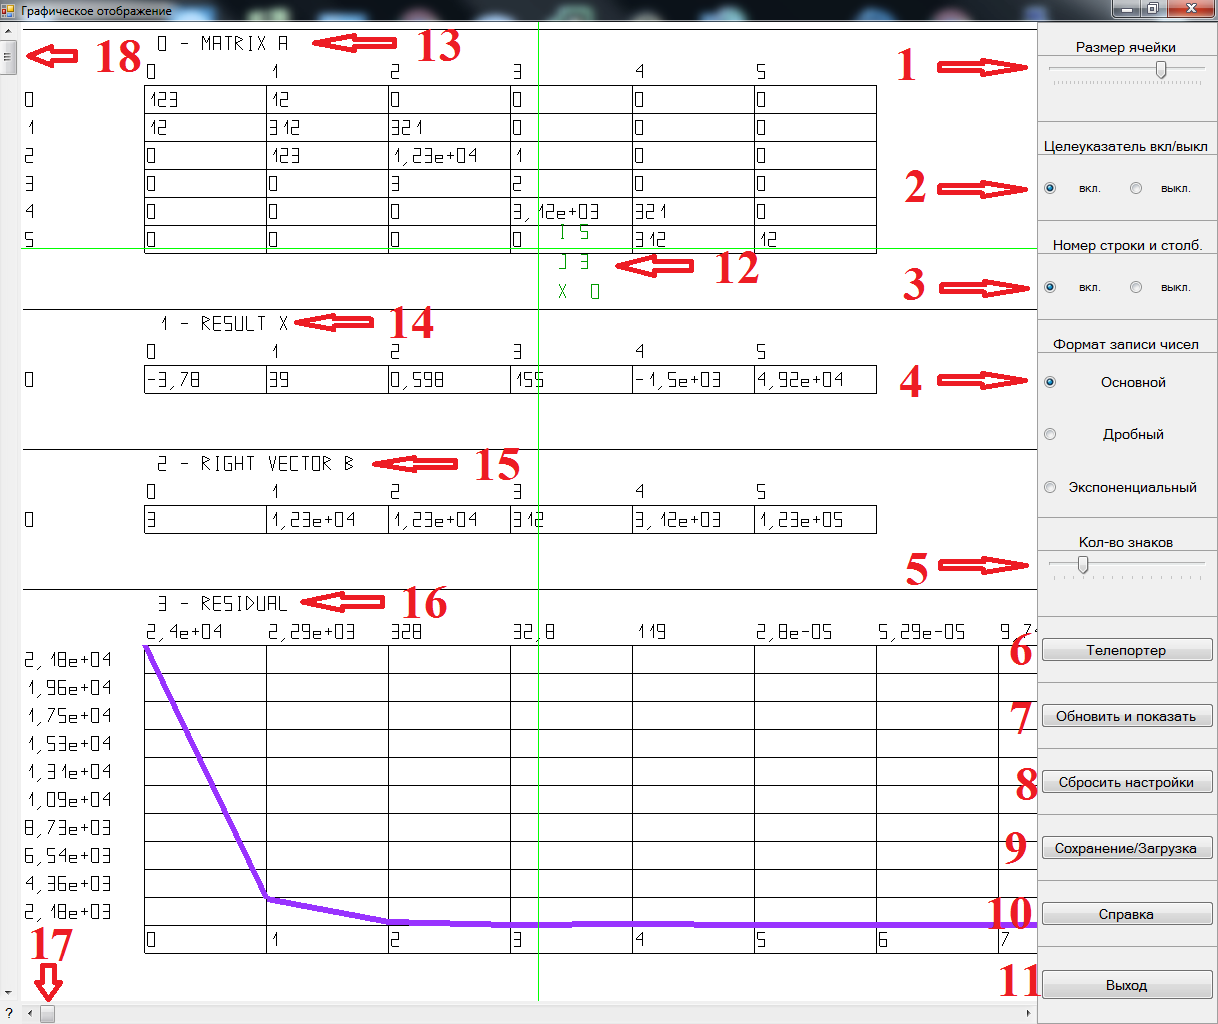 Графическое отображение
0 - MATRIX A
13
18
0 1 2 3 4 5
0 123 12 0 0 0 0
1 12 312 321 0 0 0
2 0 123 1,23e+04 1 0 0
3 0 0 3 2 0 0
4 0 0 0 3,12e+03 321 0
5 0 0 0 0 312 12
I 5
J 3
X 0
12
1 - RESULT X
14
0 1 2 3 4 5
0 -3,78 39 0,598 155 -1,5e+03 4,92e+04
2 - RIGHT VECTOR B
15
0 1 2 3 4 5
0 3 1,23e+04 1,23e+04 312 3,12e+03 1,23e+05
3 - RESIDUAL
16
2,4e+04 2,29e+03 328 32,8 119 2,8e-05 5,29e-05
2,18e+04
1,96e+04
1,75e+04
1,53e+04
1,31e+04
1,09e+04
8,73e+03
6,54e+03
4,36e+03
2,18e+03
0 1 2 3 4 5 6 7
17
?
Размер ячейки
1
Целеуказатель вкл/выкл
2
вкл. выкл.
Номер строки и столб.
3
вкл. выкл.
Формат записи чисел
4
Основной
Дробный
Экспоненциальный
Кол-во знаков
5
6
Телепортер
7
Обновить и показать
8
Сбросить настройки
9
Сохранение/Загрузка
10
Справка
11
Выход